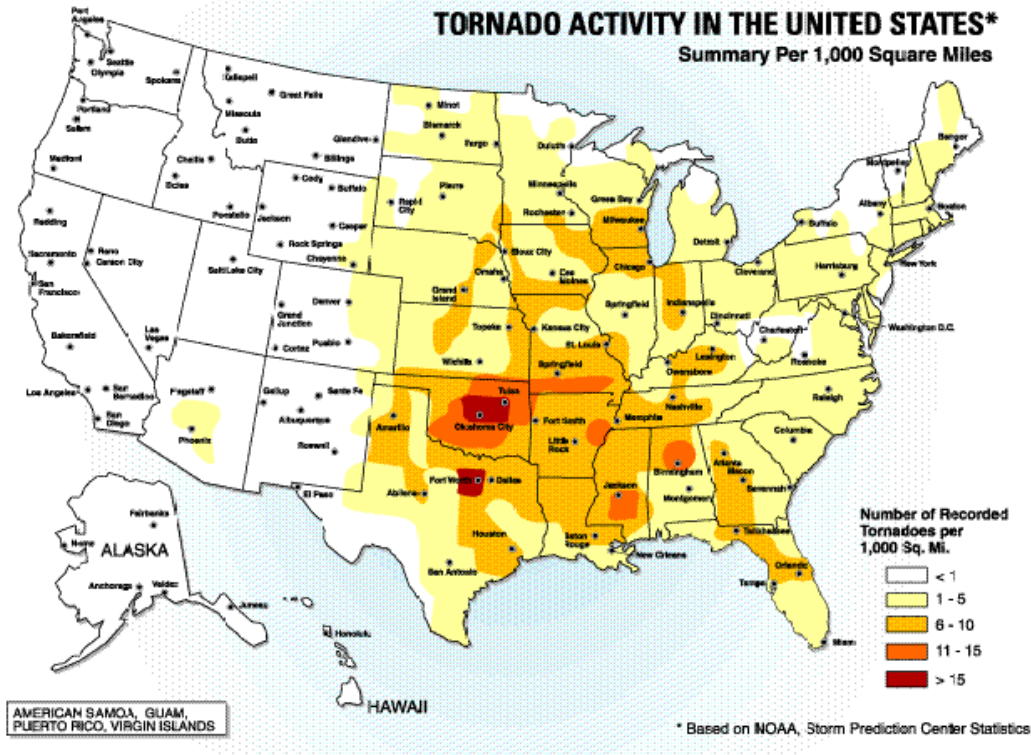 TORNADO ACTIVITY IN THE UNITED STATES*
Summary Per 1,000 Square Miles
Port
Angeles
Seattle
Olympia
Spokane
Portland
Salem
Medford
Kalispell
Great Falls
Missoula
Butte
Glendive
Billings
Challis
Boise
Pocatello
Cody
Buffalo
Jackson
Casper
Rock Springs
Cheyenne
Minot
Bismarck
Fargo
Pierre
Rapid
City
Duluth
Minneapolis
Rochester
Green Bay
Milwaukee
Chicago
Detroit
Bangor
Montpelier
Albany
Boston
Buffalo
New York
Harrisburg
Cleveland
Washington D.C.
Redding
Sacramento
San
Francisco
Reno
Carson City
Salt Lake City
Bakersfield
Las
Vegas
Los Angeles
San
Bernadino
San
Diego
Denver
Grand
Junction
Cortez
Pueblo
Sioux City
Omaha
Grand
Island
Des
Moines
Topeka
Kansas City
Wichita
Springfield
St. Louis
Springfield
Indianapolis
Cincinnati
Charleston
Roanoke
Lexington
Owensboro
Nashville
Memphis
Raleigh
Columbia
Flagstaff
Phoenix
Gallup
Santa Fe
Albuquerque
Roswell
El Paso
Amarillo
Tulsa
Oklahoma City
Fort Smith
Little
Rock
Fort Worth
Dallas
Abilene
Houston
San Antonio
Jackson
Birmingham
Montgomery
Atlanta
Macon
Savannah
Baton
Rouge
New Orleans
Tallahassee
Orlando
Tampa
Miami
Fairbanks
Nome
ALASKA
Anchorage
Valdez
Juneau
Honolulu
HAWAII
Number of Recorded
Tornadoes per
1,000 Sq. Mi.
< 1
1 - 5
6 - 10
11 - 15
> 15
AMERICAN SAMOA, GUAM,
PUERTO RICO, VIRGIN ISLANDS
* Based on NOAA, Storm Prediction Center Statistics